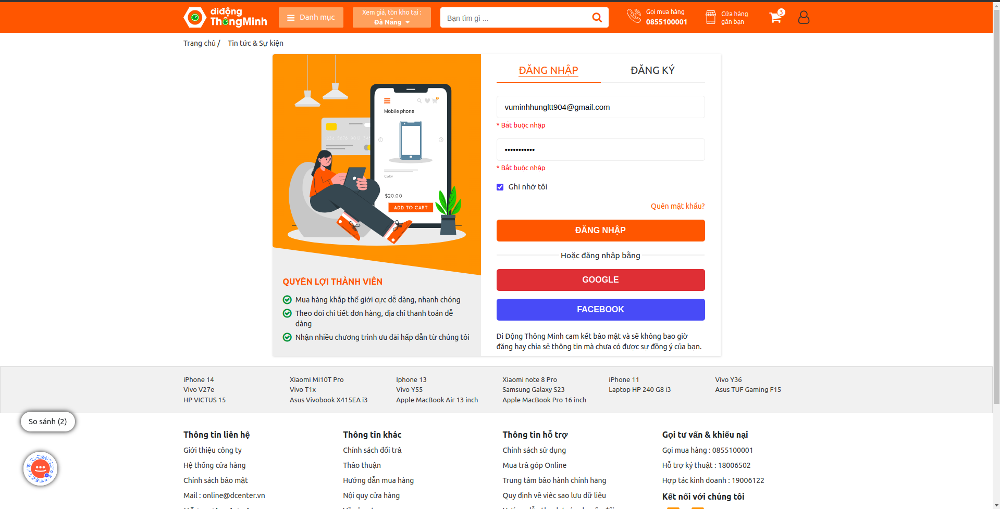 diđộng
ThôngMinh
Danh mục
Xem giá, tồn kho tại :
Đà Nẵng
Bạn tìm gì ...
Gọi mua hàng
0855100001
Cửa hàng
gần bạn
3
Trang chủ /
Tin tức & Sự kiện
Mobile phone
1234 5678 9012
Color
$20.00
ADD TO CART
QUYỀN LỢI THÀNH VIÊN
Mua hàng khắp thế giới cực dễ dàng, nhanh chóng
Theo dõi chi tiết đơn hàng, địa chỉ thanh toán dễ
dàng
Nhận nhiều chương trình ưu đãi hấp dẫn từ chúng tôi
ĐĂNG NHẬP
ĐĂNG KÝ
vuminhhungltt904@gmail.com
* Bắt buộc nhập
* Bắt buộc nhập
Ghi nhớ tôi
Quên mật khẩu?
ĐĂNG NHẬP
Hoặc đăng nhập bằng
GOOGLE
FACEBOOK
Di Động Thông Minh cam kết bảo mật và sẽ không bao giờ
đăng hay chia sẻ thông tin mà chưa có được sự đồng ý của bạn.
iPhone 14
Xiaomi Mi10T Pro
Iphone 13
Xiaomi note 8 Pro
iPhone 11
Vivo Y36
Vivo V27e
Vivo T1x
Vivo Y55
Samsung Galaxy S23
Laptop HP 240 G8 i3
Asus TUF Gaming F15
HP VICTUS 15
Asus Vivobook X415EA i3
Apple MacBook Air 13 inch
Apple MacBook Pro 16 inch
So sánh (2)
Thông tin liên hệ
Giới thiệu công ty
Hệ thống cửa hàng
Chính sách bảo mật
Mail : online@dcenter.vn
Thông tin khác
Chính sách đổi trả
Thảo thuận
Hướng dẫn mua hàng
Nội quy cửa hàng
Thông tin hỗ trợ
Chính sách sử dụng
Mua trả góp Online
Trung tâm bảo hành chính hãng
Quy định về viêc sao lưu dữ liệu
Gọi tư vấn & khiếu nại
Gọi mua hàng : 0855100001
Hỗ trợ ký thuật : 18006502
Hợp tác kinh doanh : 19006122
Kết nối với chúng tôi